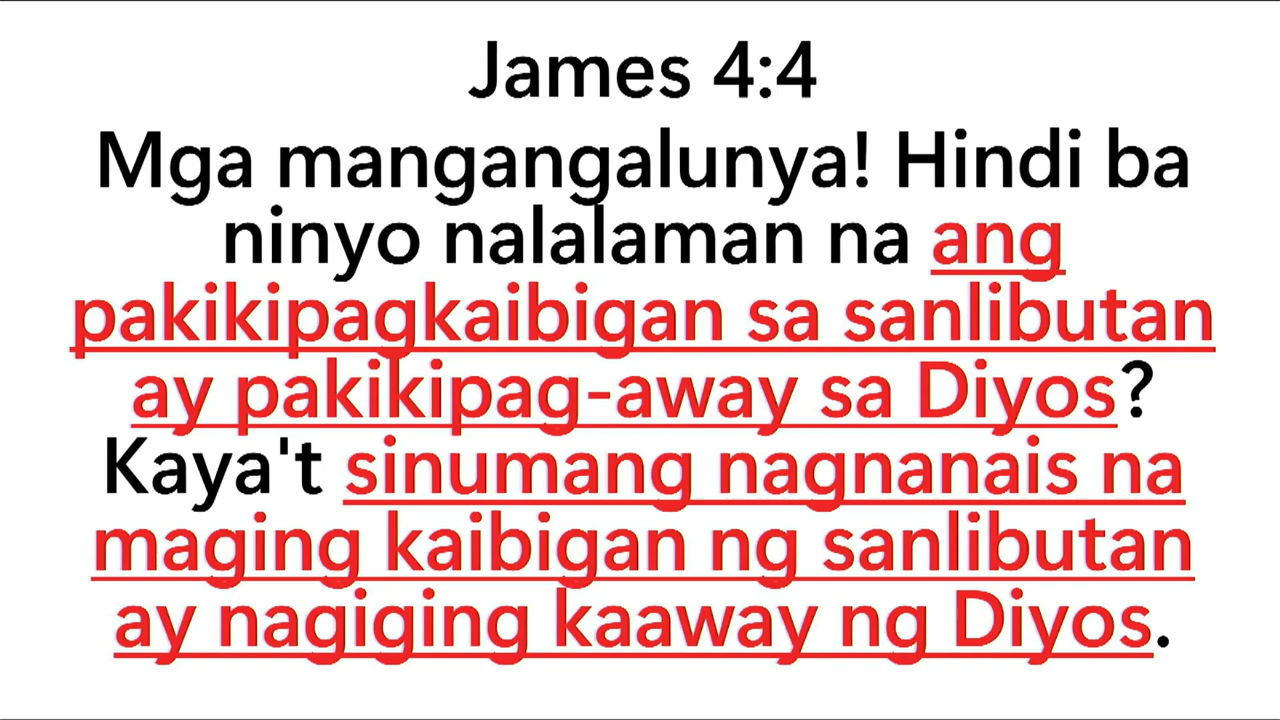 James 4:4
Mga mangangalunya! Hindi ba
ninyo nalalaman na ang
pakikipagkaibigan sa sanlibutan
ay pakikipag-away sa Diyos?
Kaya't sinumang nagnanais na
maging kaibigan ng sanlibutan
ay nagiging kaaway ng Diyos.